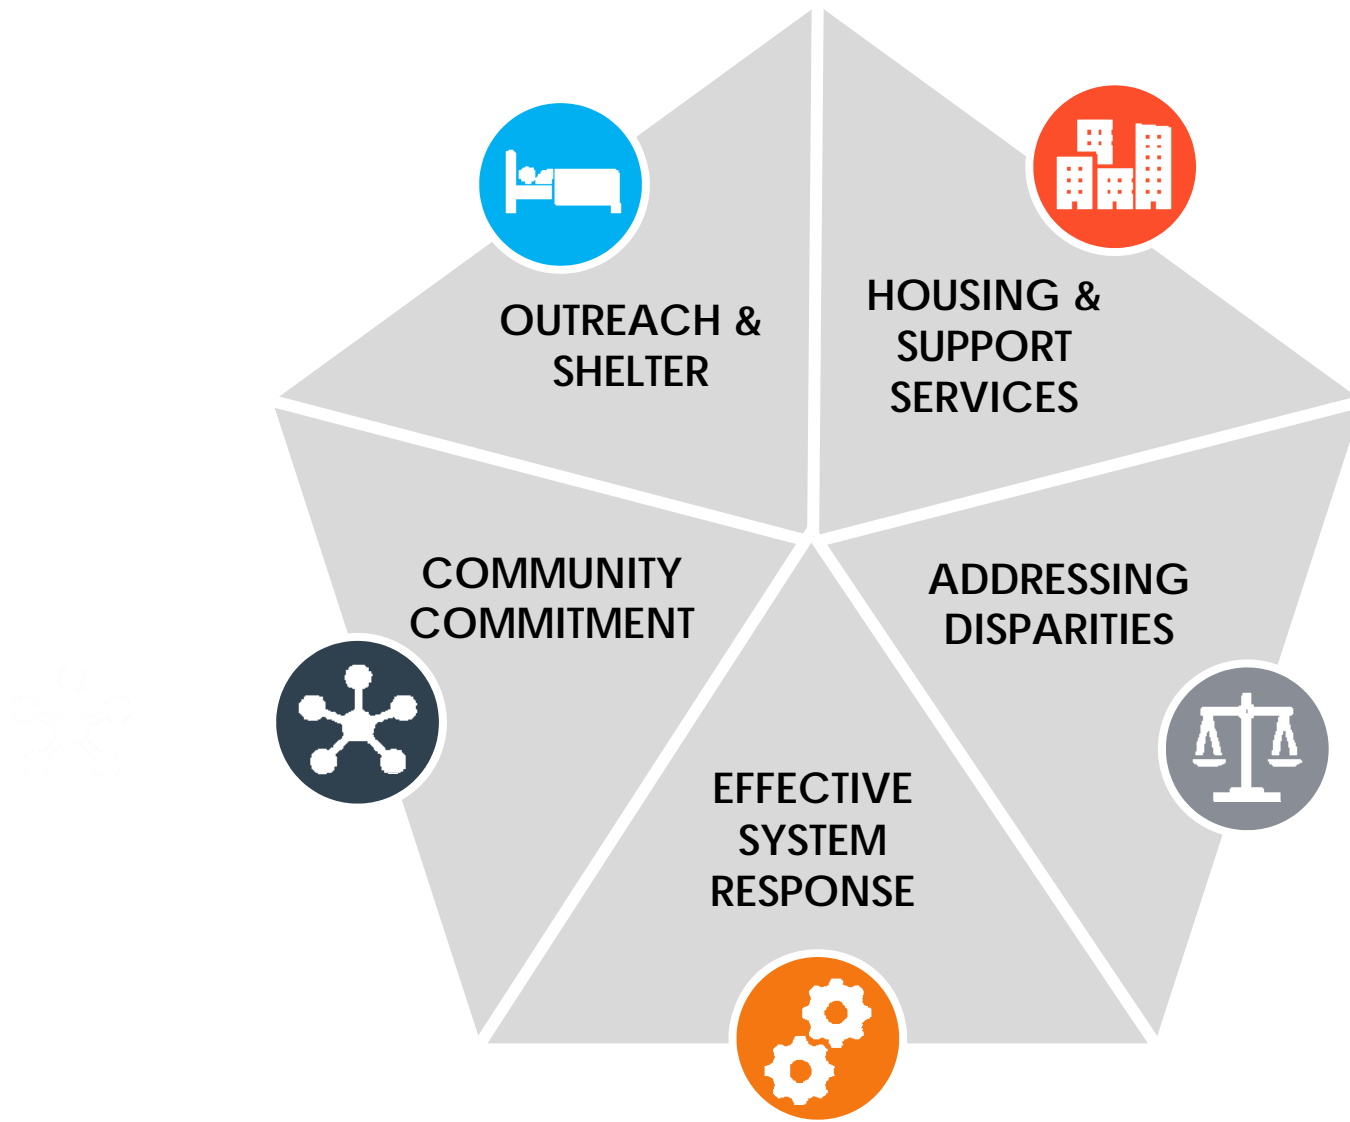 OUTREACH &
SHELTER
HOUSING &
SUPPORT
SERVICES
COMMUNITY
COMMITMENT
ADDRESSING
DISPARITIES
EFFECTIVE
SYSTEM
RESPONSE